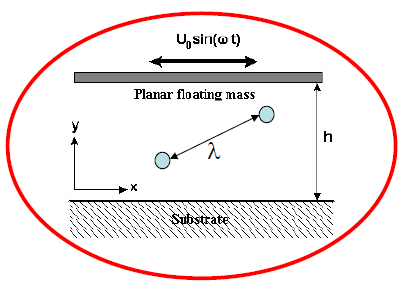 U₀sin(ω t)
Planar floating mass
y
λ
h
x
Substrate